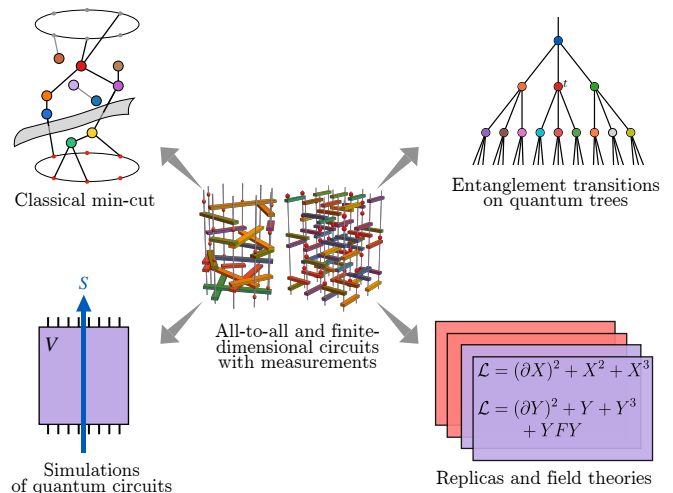 Classical min-cut
t
Entanglement transitions
on quantum trees
All-to-all and finite-
dimensional circuits
with measurements
S
V
Simulations
of quantum circuits
ℒ = (∂X)² + X² + X³
ℒ = (∂Y)² + Y + Y³
+ YFY
Replicas and field theories